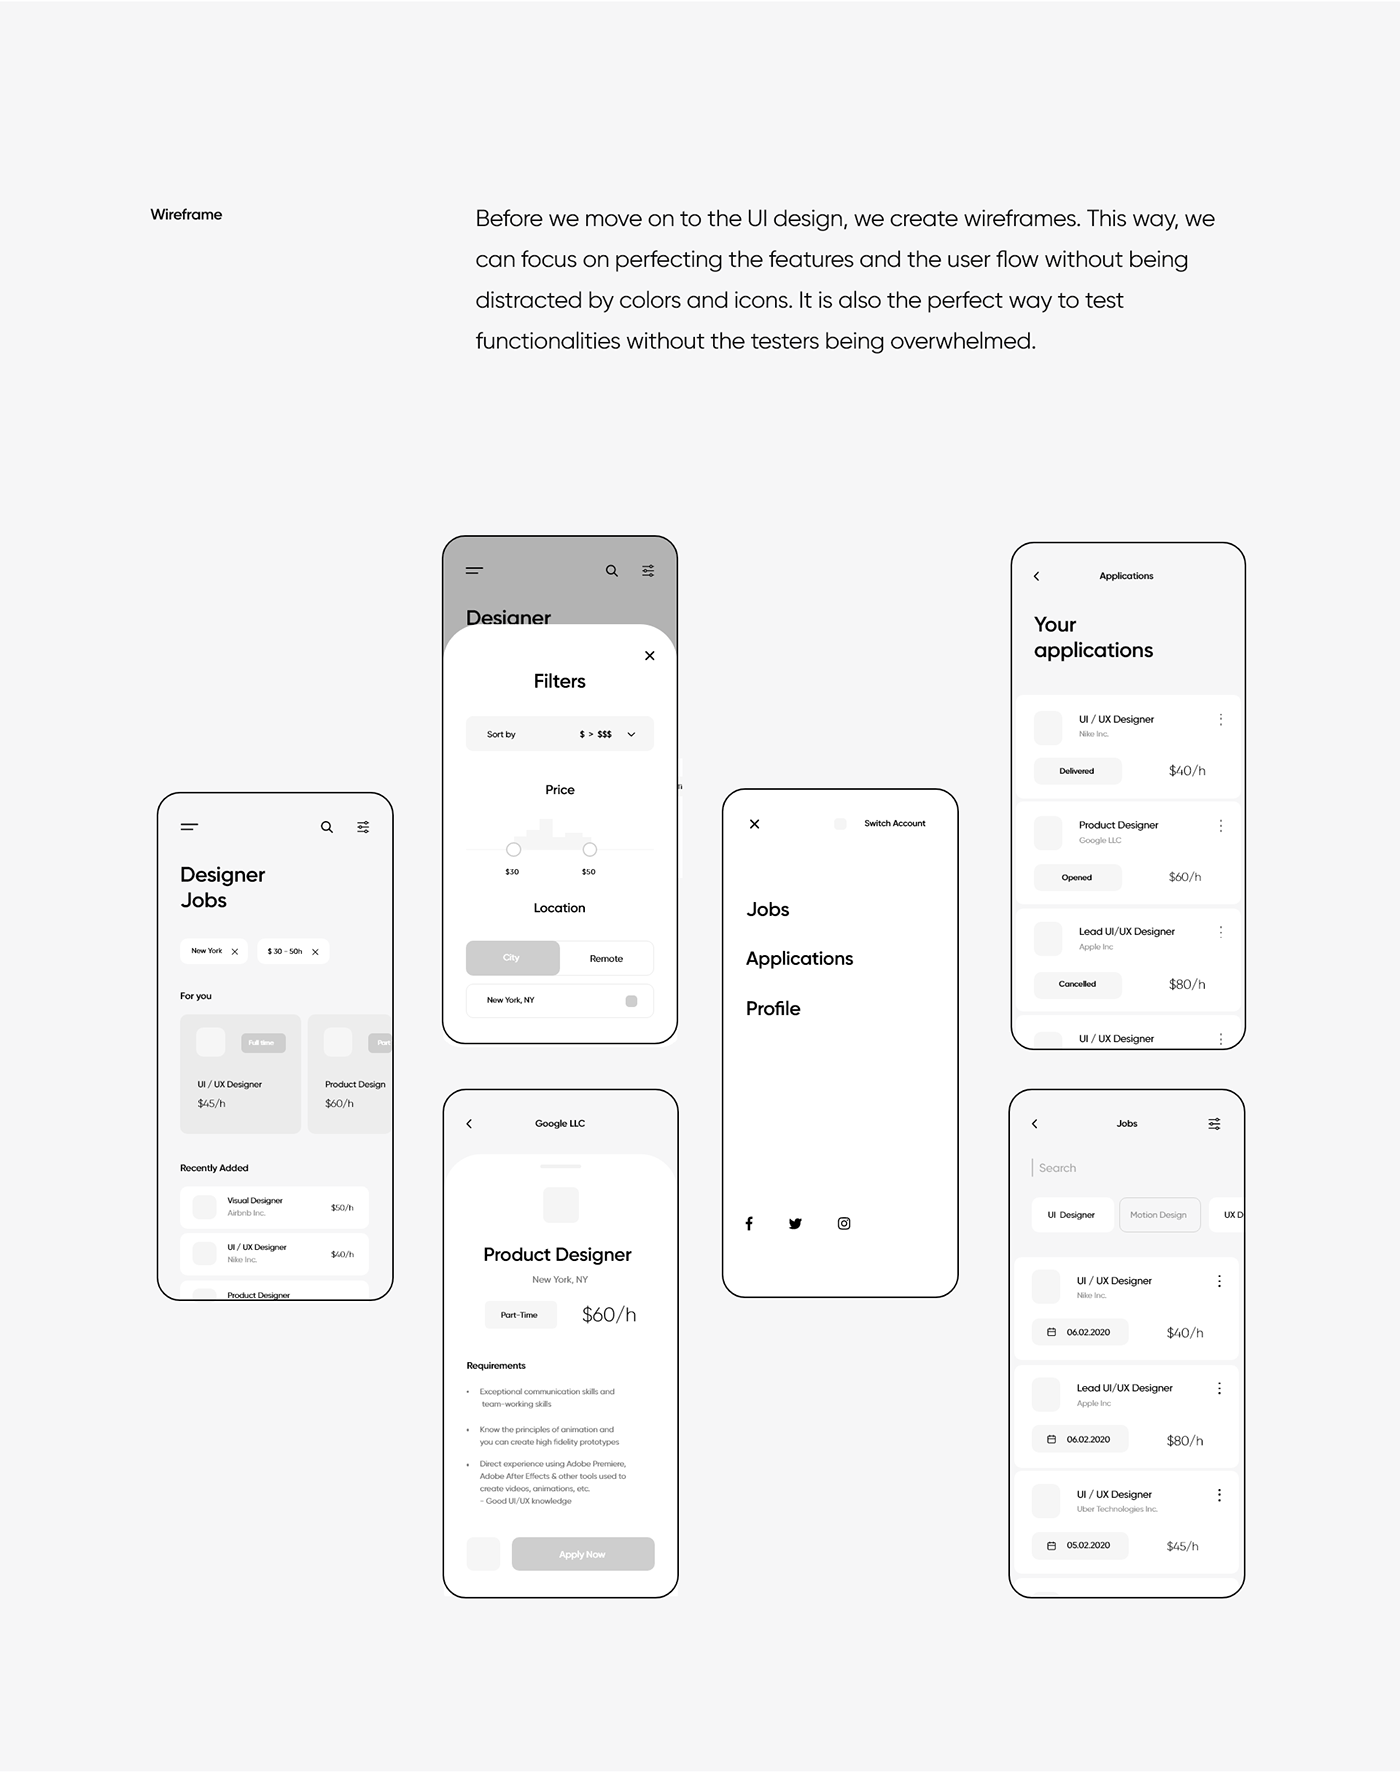 Wireframe
Before we move on to the UI design, we create wireframes. This way, we
can focus on perfecting the features and the user flow without being
distracted by colors and icons. It is also the perfect way to test
functionalities without the testers being overwhelmed.
Designer
Jobs
New York
$ 30 - 50h
For you
Full time
Part
UI / UX Designer
$45/h
Product Design
$60/h
Recently Added
Visual Designer
Airbnb Inc.
$50/h
UI / UX Designer
Nike Inc.
$40/h
Product Designer
Designer
Filters
Sort by
$ > $$$
Price
$30
$50
Location
City
Remote
New York, NY
Google LLC
Product Designer
New York, NY
Part-Time
$60/h
Requirements
• Exceptional communication skills and
team-working skills
• Know the principles of animation and
you can create high fidelity prototypes
• Direct experience using Adobe Premiere,
Adobe After Effects & other tools used to
create videos, animations, etc.
- Good UI/UX knowledge
Apply Now
Switch Account
Jobs
Applications
Profile
Applications
Your
applications
UI / UX Designer
Nike Inc.
Delivered
$40/h
Product Designer
Google LLC
Opened
$60/h
Lead UI/UX Designer
Apple Inc
Cancelled
$80/h
UI / UX Designer
Jobs
Search
UI Designer
Motion Design
UX D
UI / UX Designer
Nike Inc.
06.02.2020
$40/h
Lead UI/UX Designer
Apple Inc
06.02.2020
$80/h
UI / UX Designer
Uber Technologies Inc.
05.02.2020
$45/h